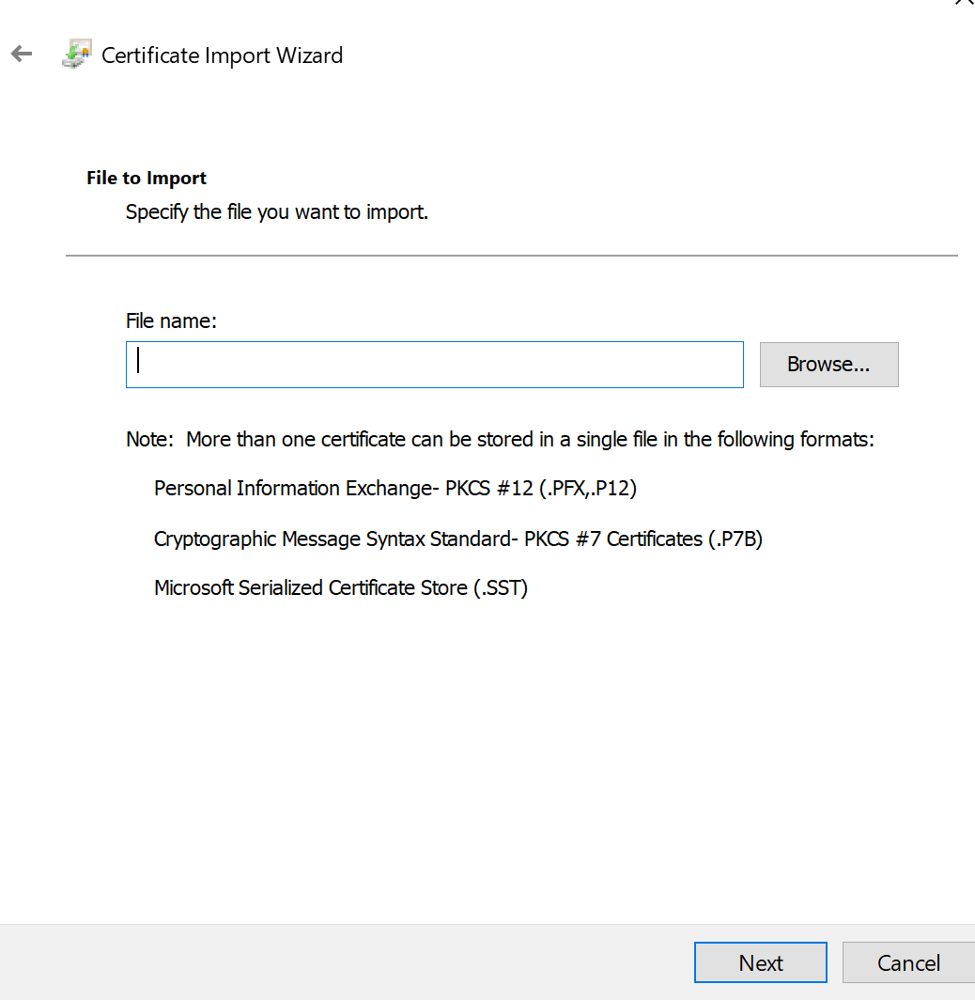 Certificate Import Wizard
File to Import
Specify the file you want to import.
File name:
Browse...
Note:  More than one certificate can be stored in a single file in the following formats:
Personal Information Exchange- PKCS #12 (.PFX,.P12)
Cryptographic Message Syntax Standard- PKCS #7 Certificates (.P7B)
Microsoft Serialized Certificate Store (.SST)
Next
Cancel